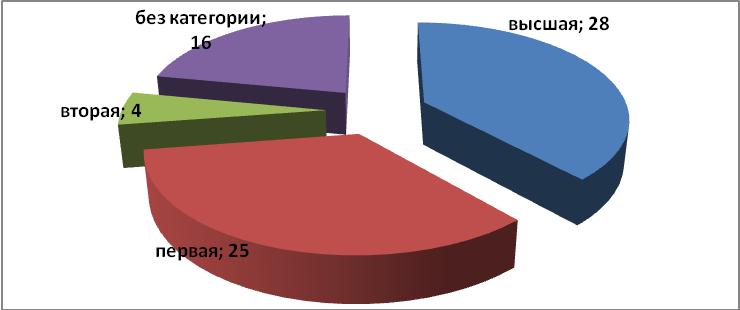 без категории;
16
высшая; 28
вторая; 4
первая; 25